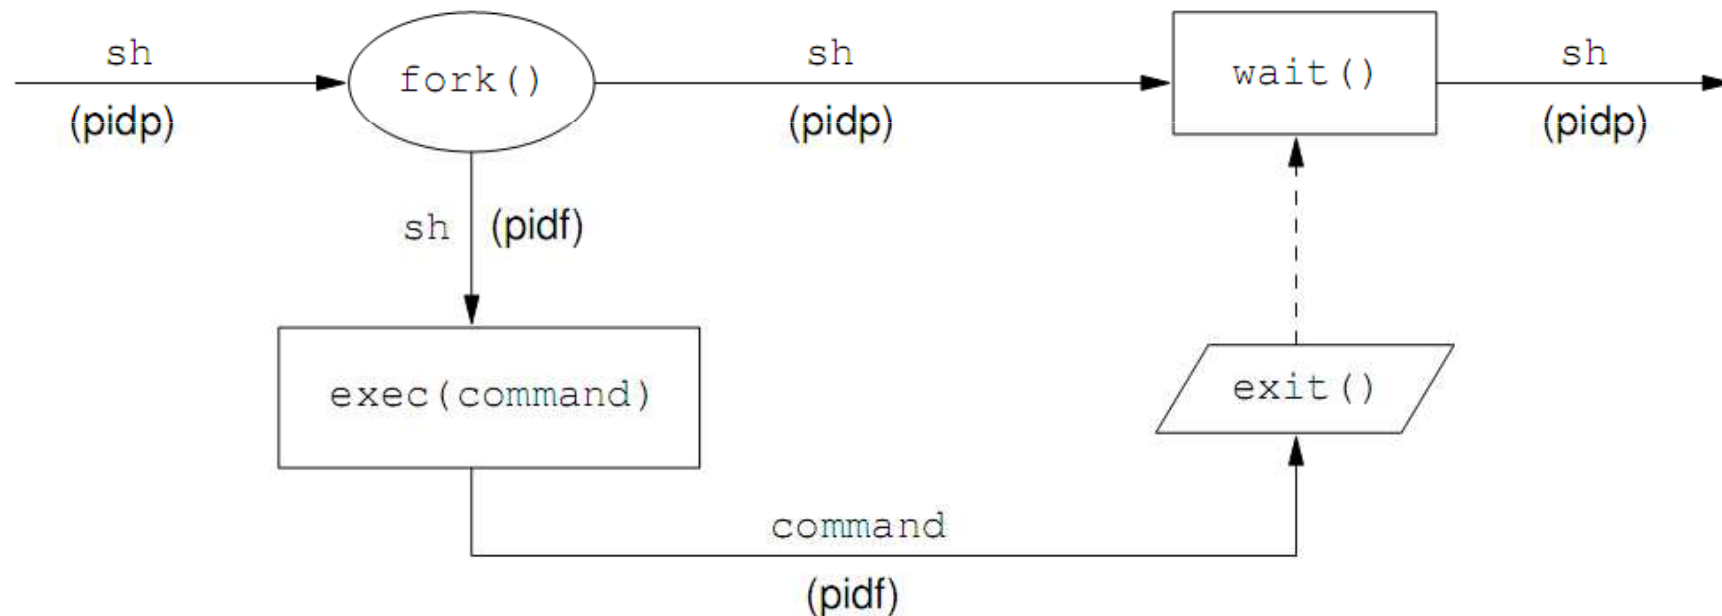 sh
(pidp)
fork()
sh
(pidp)
wait()
sh
(pidp)
sh (pidf)
exec(command)
exit()
command
(pidf)